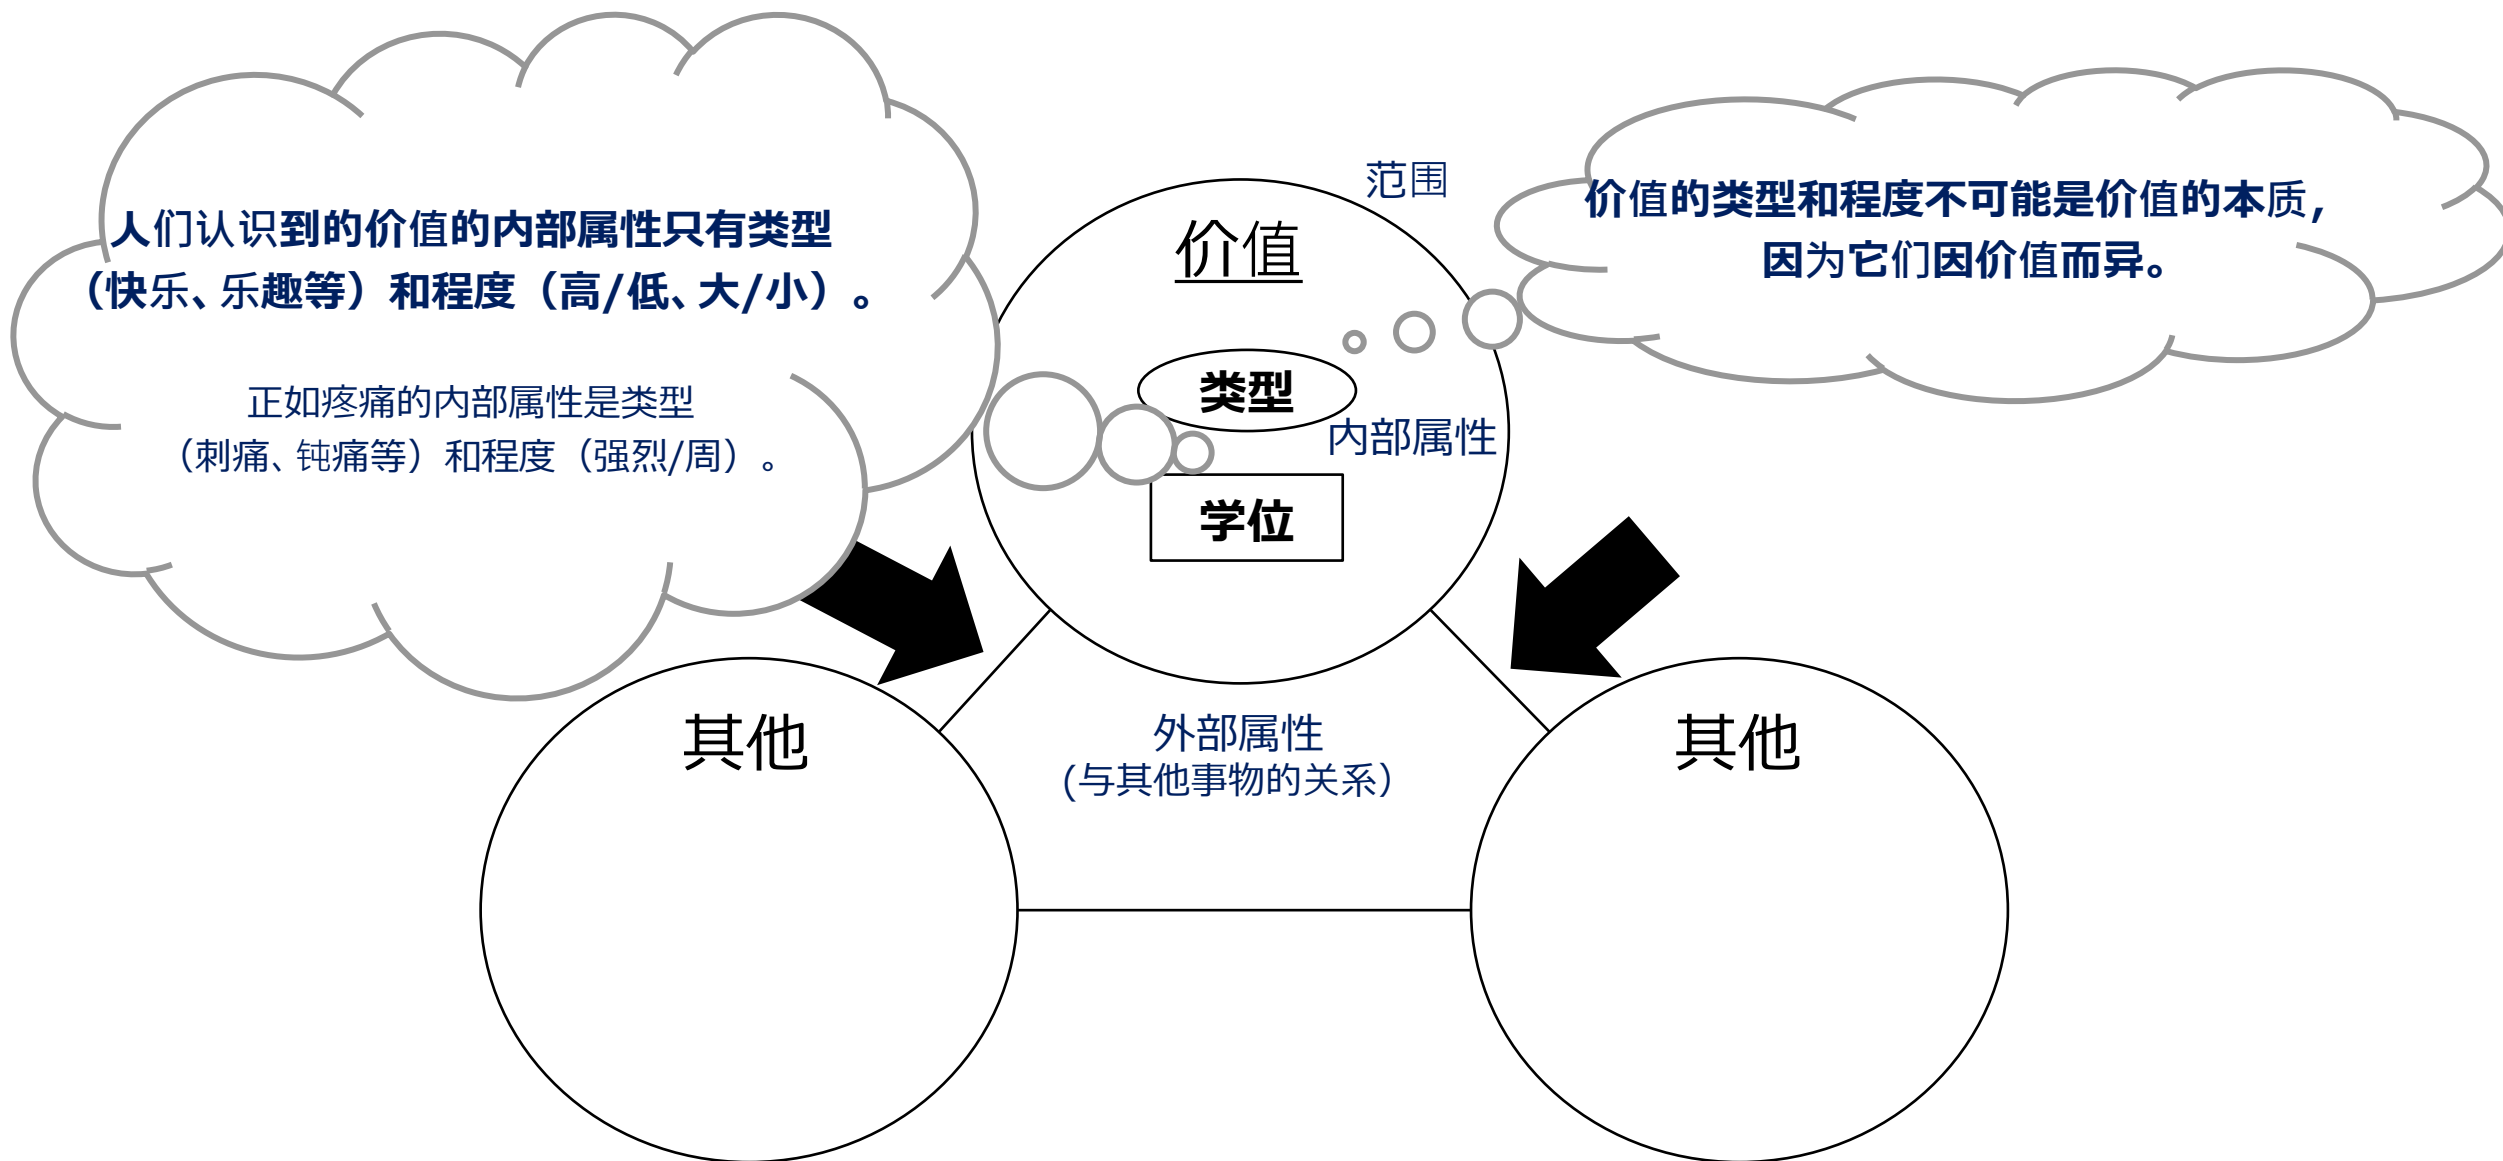 人们认识到的价值的内部属性只有类型
（快乐、乐趣等）和程度（高/低、大/小）。
正如疼痛的内部属性是类型
（刺痛、钝痛等）和程度（强烈/周）。
范围
价值
价值的类型和程度不可能是价值的本质，
因为它们因价值而异。
类型
内部属性
学位
其他
外部属性
（与其他事物的关系）
其他